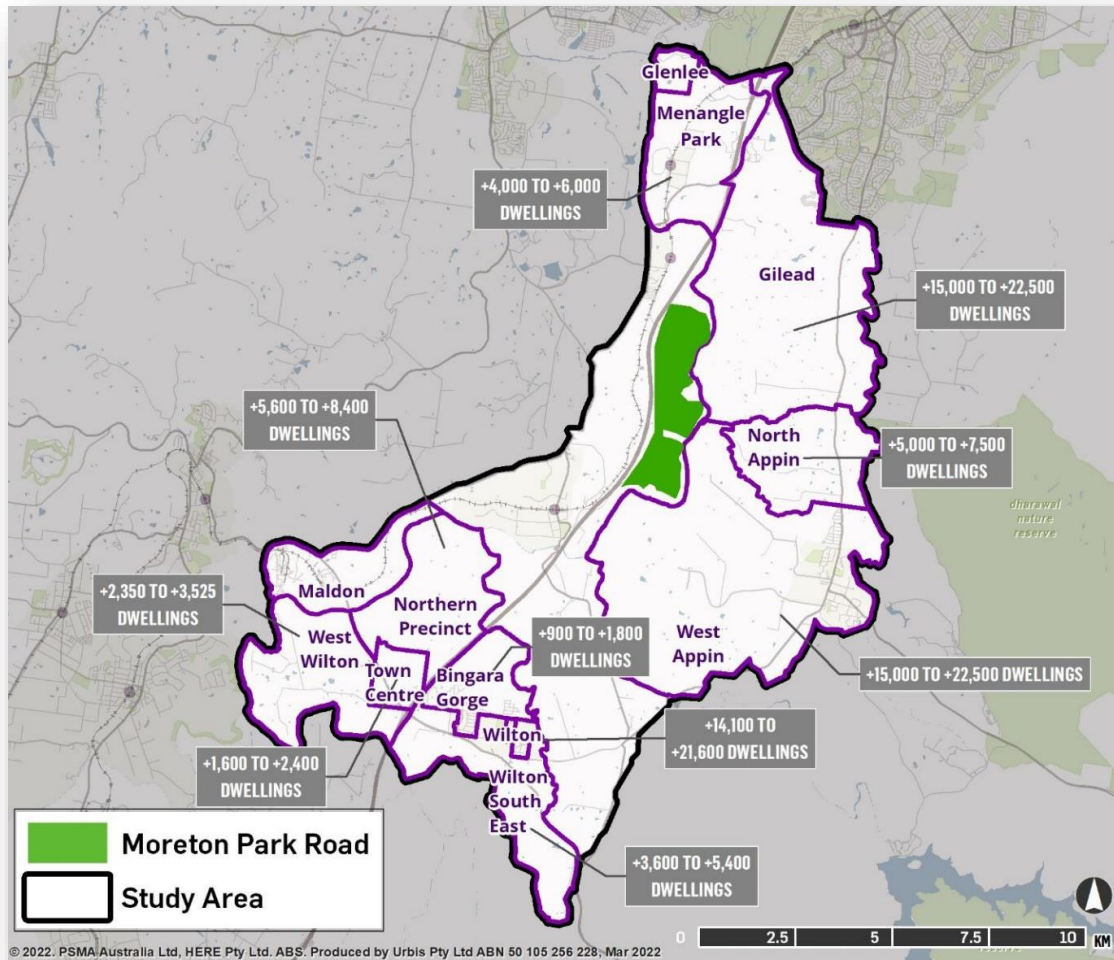 Glenlee
Menangle
Park
+4,000 TO +6,000
DWELLINGS
Gilead
+15,000 TO +22,500
DWELLINGS
+5,600 TO +8,400
DWELLINGS
North
Appin
+5,000 TO +7,500
DWELLINGS
dharawal
nature
reserve
+2,350 TO +3,525
DWELLINGS
Maldon
Northern
Precinct
West
Wilton
+900 TO +1,800
DWELLINGS
West
Appin
Town
Centre
Bingara
Gorge
+15,000 TO +22,500 DWELLINGS
Wilton
+14,100 TO
+21,600 DWELLINGS
+1,600 TO +2,400
DWELLINGS
Wilton
South
East
+3,600 TO +5,400
DWELLINGS
Moreton Park Road
Study Area
0 2.5 5 7.5 10 KM
© 2022. PSMA Australia Ltd, HERE Pty Ltd. ABS. Produced by Urbis Pty Ltd ABN 50 105 256 228, Mar 2022